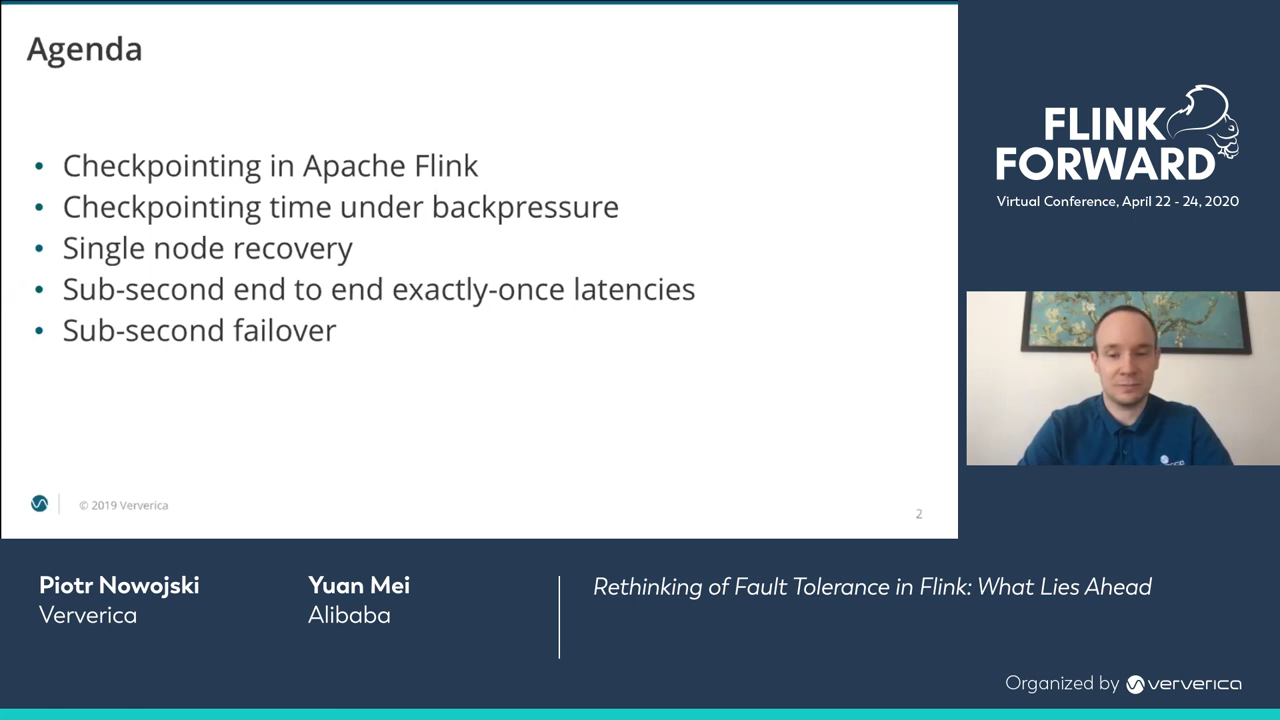 Agenda
• Checkpointing in Apache Flink
• Checkpointing time under backpressure
• Single node recovery
• Sub-second end to end exactly-once latencies
• Sub-second failover
© 2019 Ververica
2
FLINK
FORWARD
Virtual Conference, April 22 - 24, 2020
Piotr Nowojski
Ververica
Yuan Mei
Alibaba
Rethinking of Fault Tolerance in Flink: What Lies Ahead
Organized by ververica